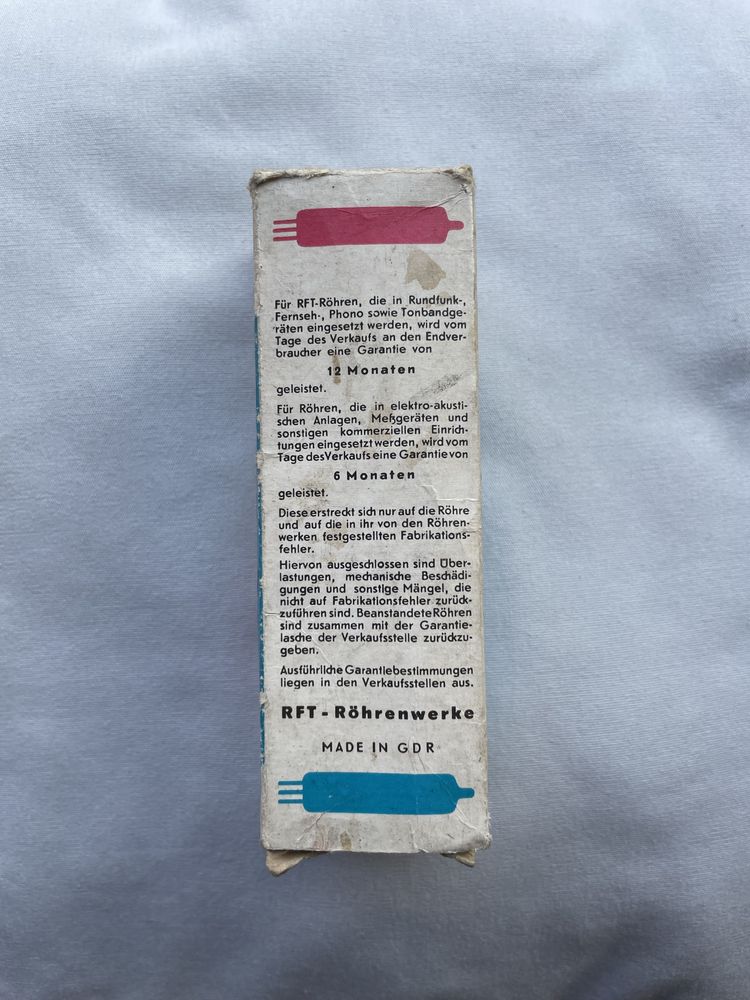 Für RFT-Röhren, die in Rundfunk-,
Fernseh-, Phono sowie Tonbandge-
räten eingesetzt werden, wird vom
Tage des Verkaufs an den Endver-
braucher eine Garantie von
12 Monaten
geleistet.
Für Röhren, die in elektro-akusti-
schen Anlagen, Meßgeräten und
sonstigen kommerziellen Einrich-
tungen eingesetzt werden, wird vom
Tage des Verkaufs eine Garantie von
6 Monaten
geleistet.
Diese erstreckt sich nur auf die Röhre
und auf die in ihr von den Röhren-
werken festgestellten Fabrikations-
fehler.
Hiervon ausgeschlossen sind Über-
lastungen, mechanische Beschädi-
gungen und sonstige Mängel, die
nicht auf Fabrikationsfehler zurück-
zuführen sind. Beanstandete Röhren
sind zusammen mit der Garantie-
lasche der Verkaufsstelle zurückzu-
geben.
Ausführliche Garantiebestimmungen
liegen in den Verkaufsstellen aus.
RFT - Röhrenwerke
MADE IN GDR